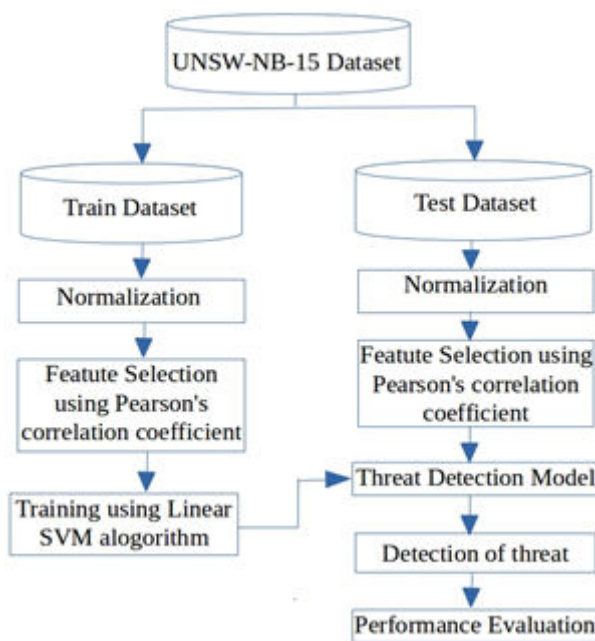 UNSW-NB-15 Dataset
Train Dataset
Normalization
Featute Selection
using Pearson's
correlation coefficient
Training using Linear
SVM alogorithm
Test Dataset
Normalization
Featute Selection using
Pearson's correlation
coefficient
Threat Detection Model
Detection of threat
Performance Evaluation